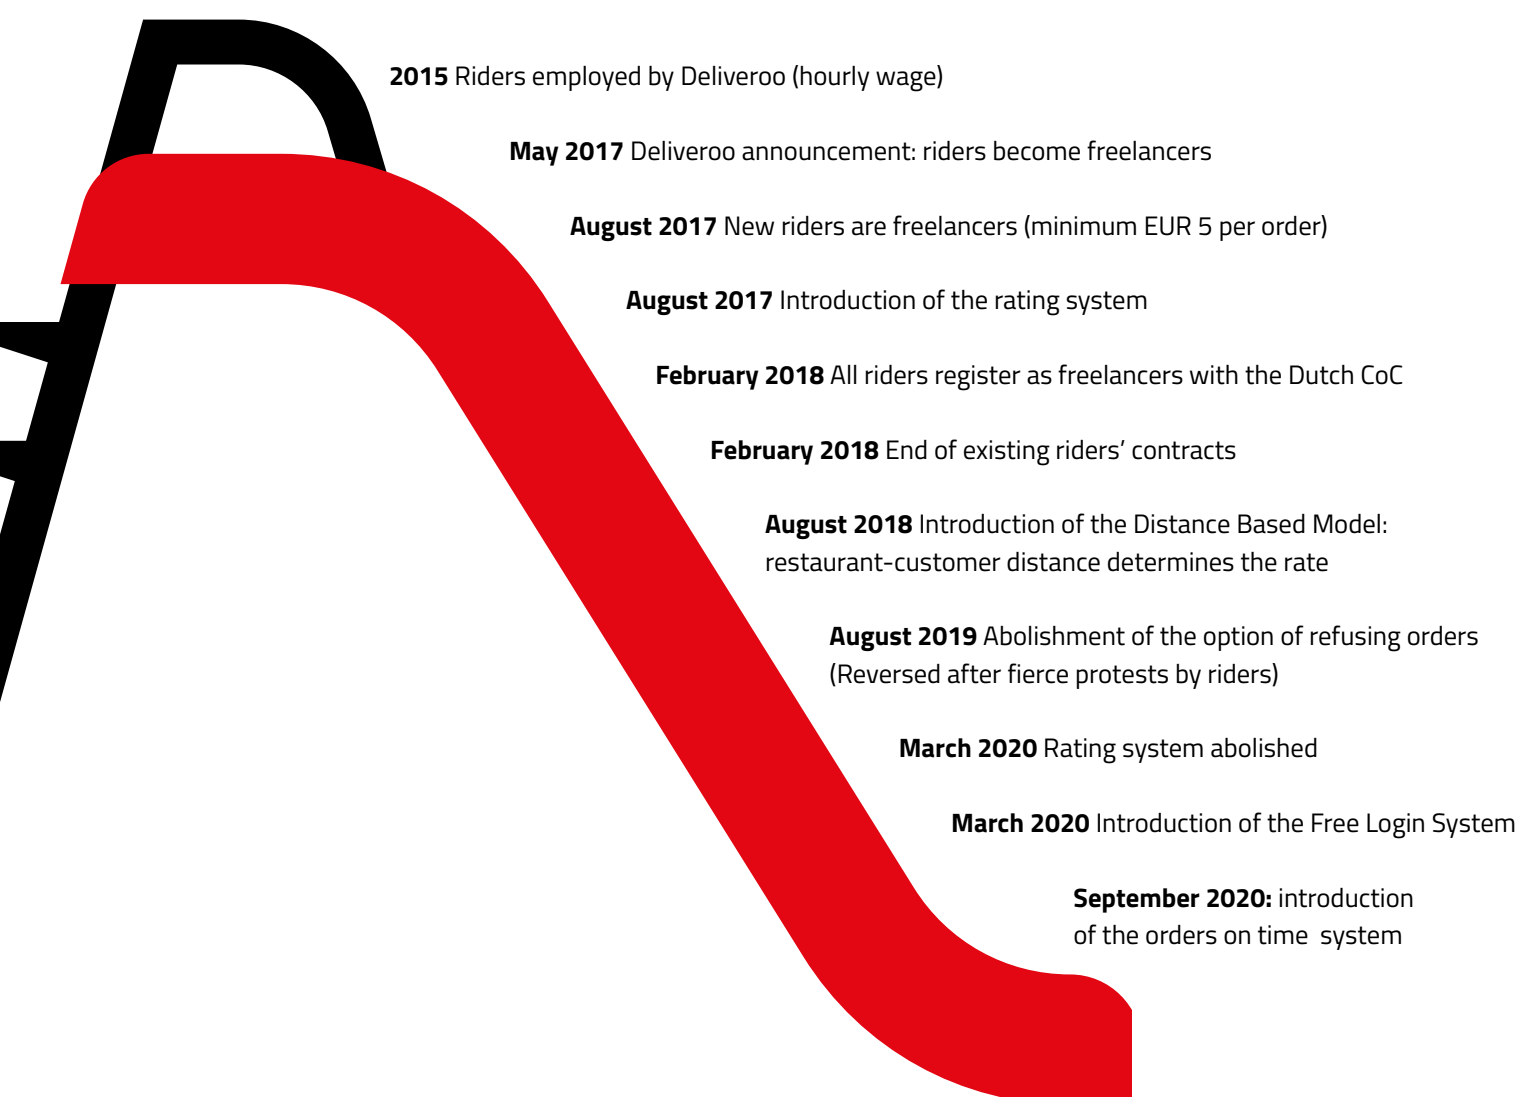 2015 Riders employed by Deliveroo (hourly wage)
May 2017 Deliveroo announcement: riders become freelancers
August 2017 New riders are freelancers (minimum EUR 5 per order)
August 2017 Introduction of the rating system
February 2018 All riders register as freelancers with the Dutch CoC
February 2018 End of existing riders’ contracts
August 2018 Introduction of the Distance Based Model:
restaurant-customer distance determines the rate
August 2019 Abolishment of the option of refusing orders
(Reversed after fierce protests by riders)
March 2020 Rating system abolished
March 2020 Introduction of the Free Login System
September 2020: introduction
of the orders on time  system